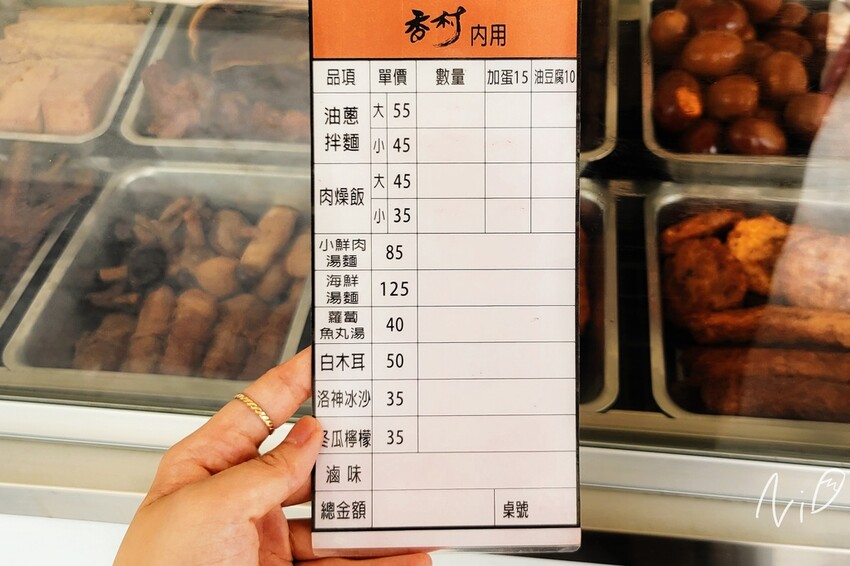 香村 內用
品項 單價 數量 加蛋15 油豆腐10
油蔥
拌麵
大 55
小 45
肉燥飯
大 45
小 35
小鮮肉
湯麵
85
海鮮
湯麵
125
蘿蔔
魚丸湯
40
白木耳 50
洛神冰沙 35
冬瓜檸檬 35
滷味
總金額 桌號